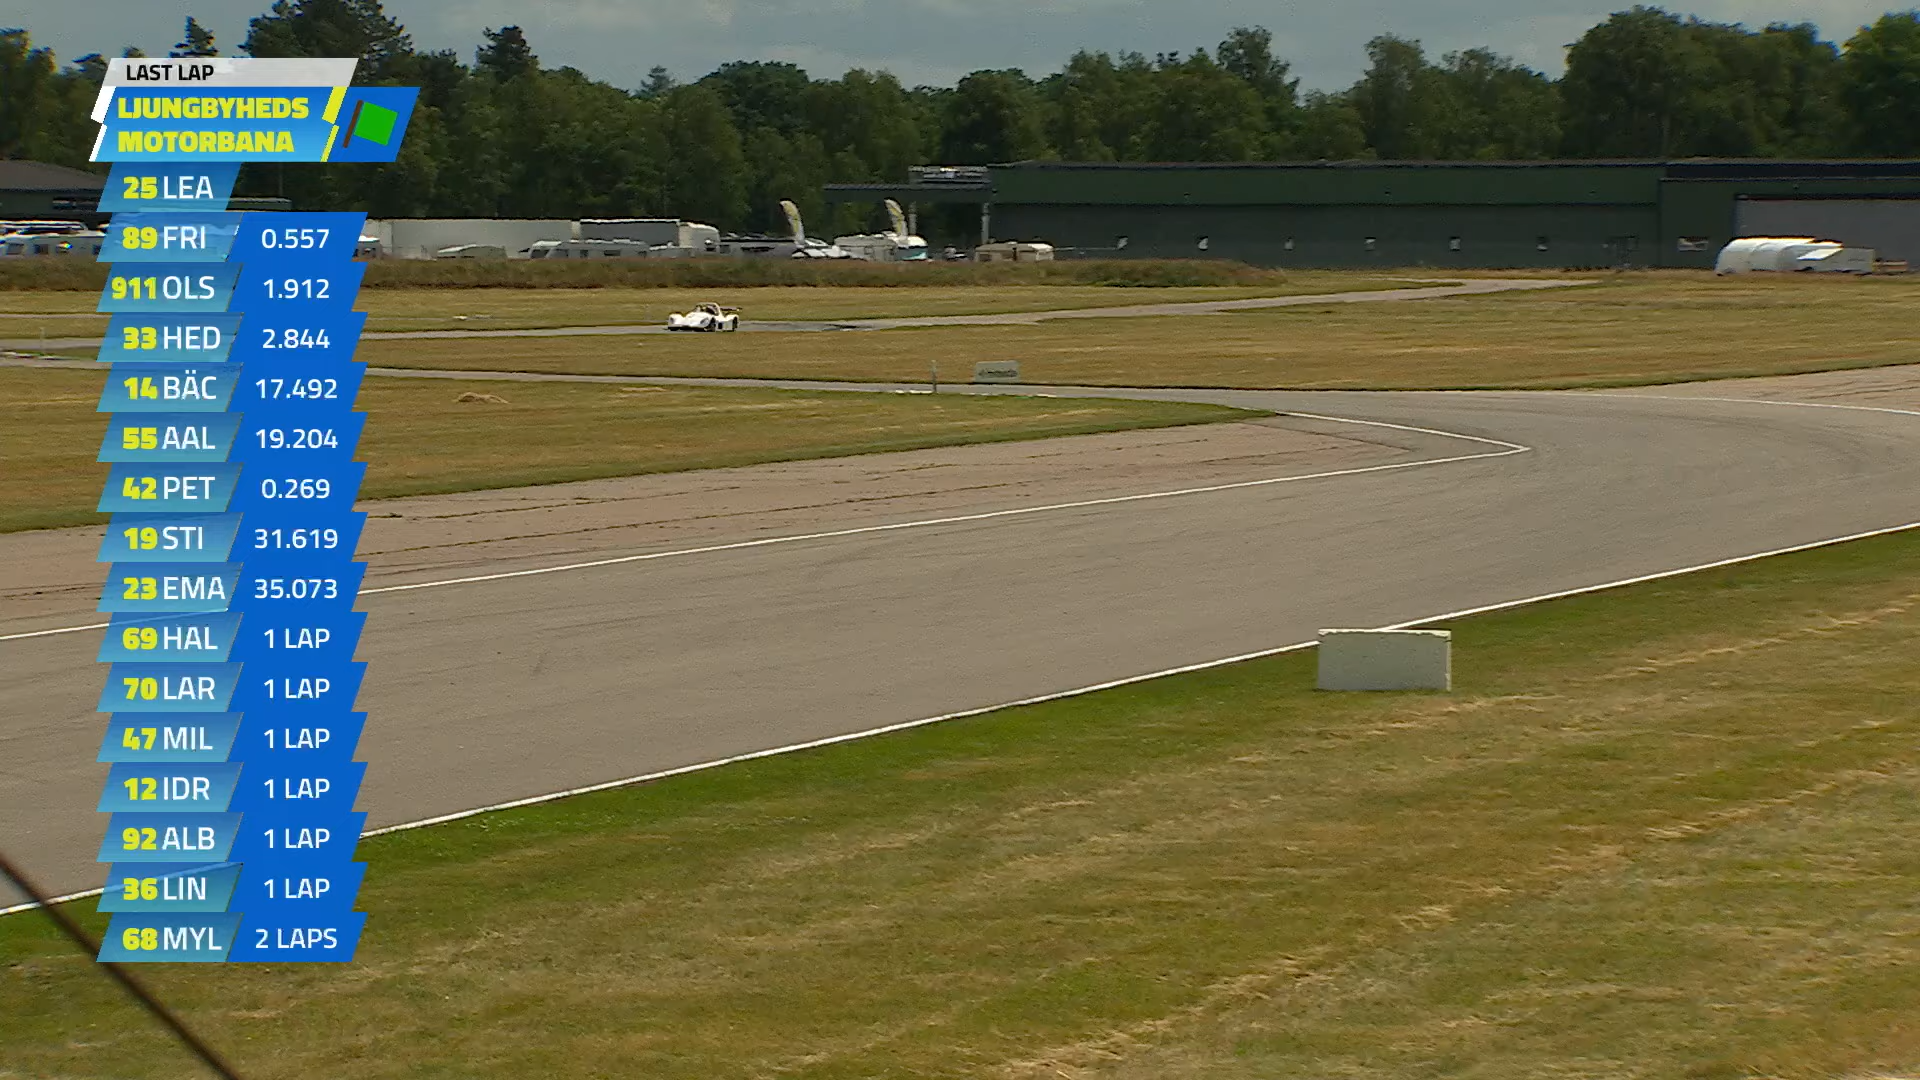 LAST LAP
LJUNGBYHEDS
MOTORBANA
25 LEA
89 FRI 0.557
911 OLS 1.912
33 HED 2.844
14 BÄC 17.492
55 AAL 19.204
42 PET 0.269
19 STI 31.619
23 EMA 35.073
69 HAL 1 LAP
70 LAR 1 LAP
47 MIL 1 LAP
12 IDR 1 LAP
92 ALB 1 LAP
36 LIN 1 LAP
68 MYL 2 LAPS